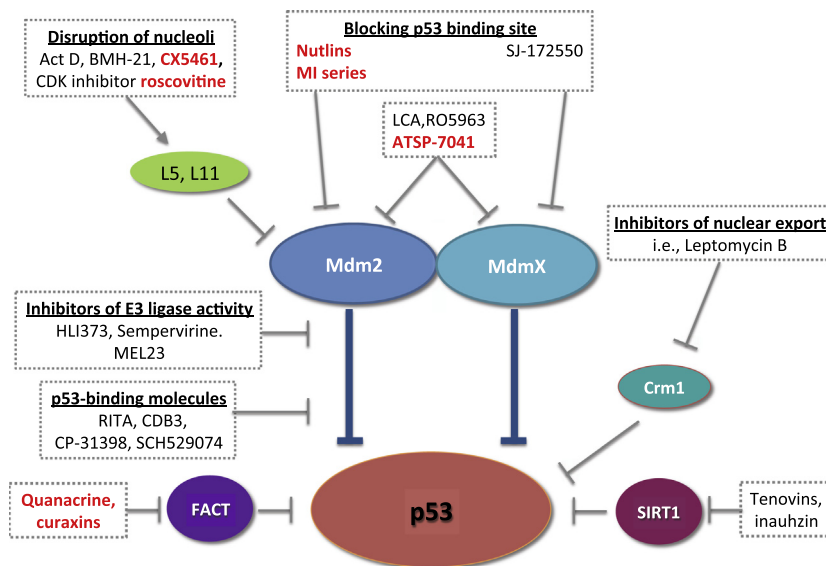 Disruption of nucleoli
Act D, BMH-21, CX5461,
CDK inhibitor roscovitine
Blocking p53 binding site
Nutlins SJ-172550
MI series
LCA,RO5963
ATSP-7041
L5, L11
Inhibitors of nuclear export
i.e., Leptomycin B
Mdm2
MdmX
Inhibitors of E3 ligase activity
HLI373, Sempervirine.
MEL23
Crm1
p53-binding molecules
RITA, CDB3,
CP-31398, SCH529074
Quanacrine,
curaxins
FACT
p53
SIRT1
Tenovins,
inauhzin